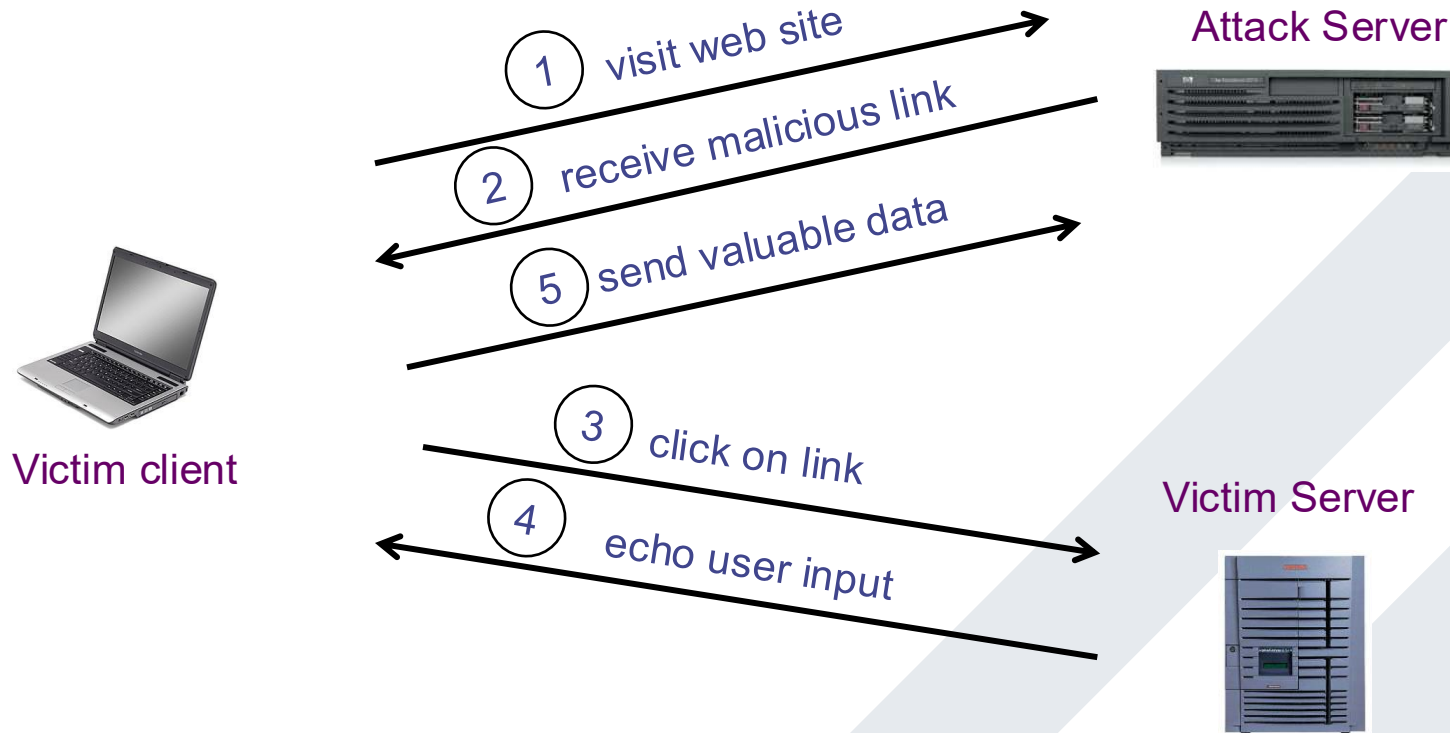 Attack Server
1 visit web site
2 receive malicious link
5 send valuable data
Victim client
3 click on link
4 echo user input
Victim Server